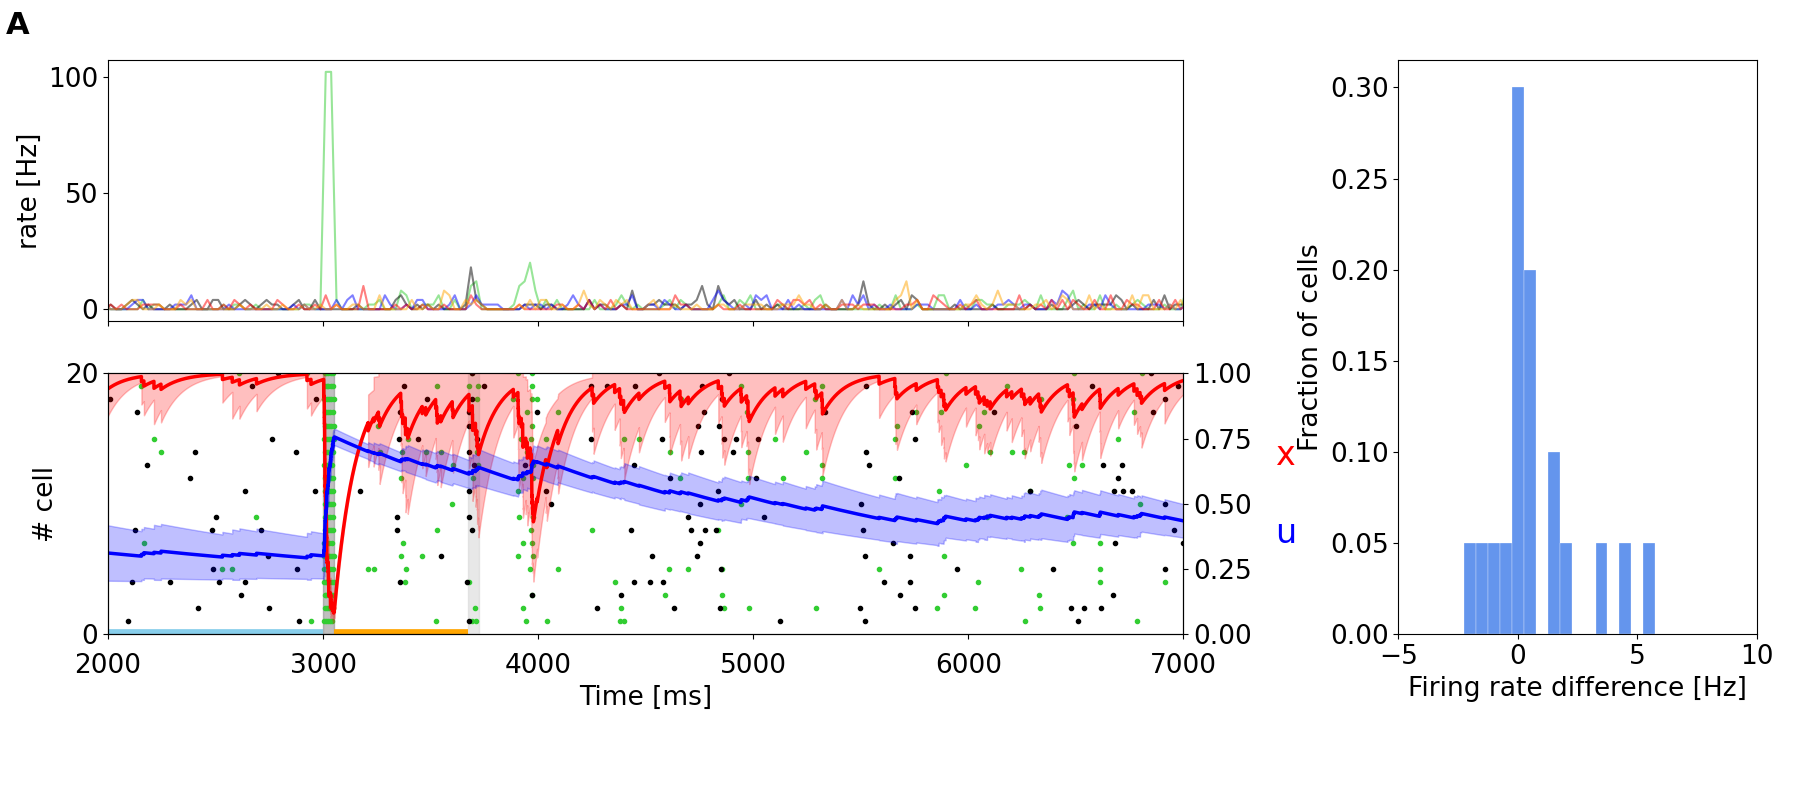 A
100
50
0
rate [Hz]
20
0
# cell
1.00
0.75
0.50
0.25
0.00
x
u
2000 3000 4000 5000 6000 7000
Time [ms]
0.30
0.25
0.20
0.15
0.10
0.05
0.00
Fraction of cells
−5 0 5 10
Firing rate difference [Hz]